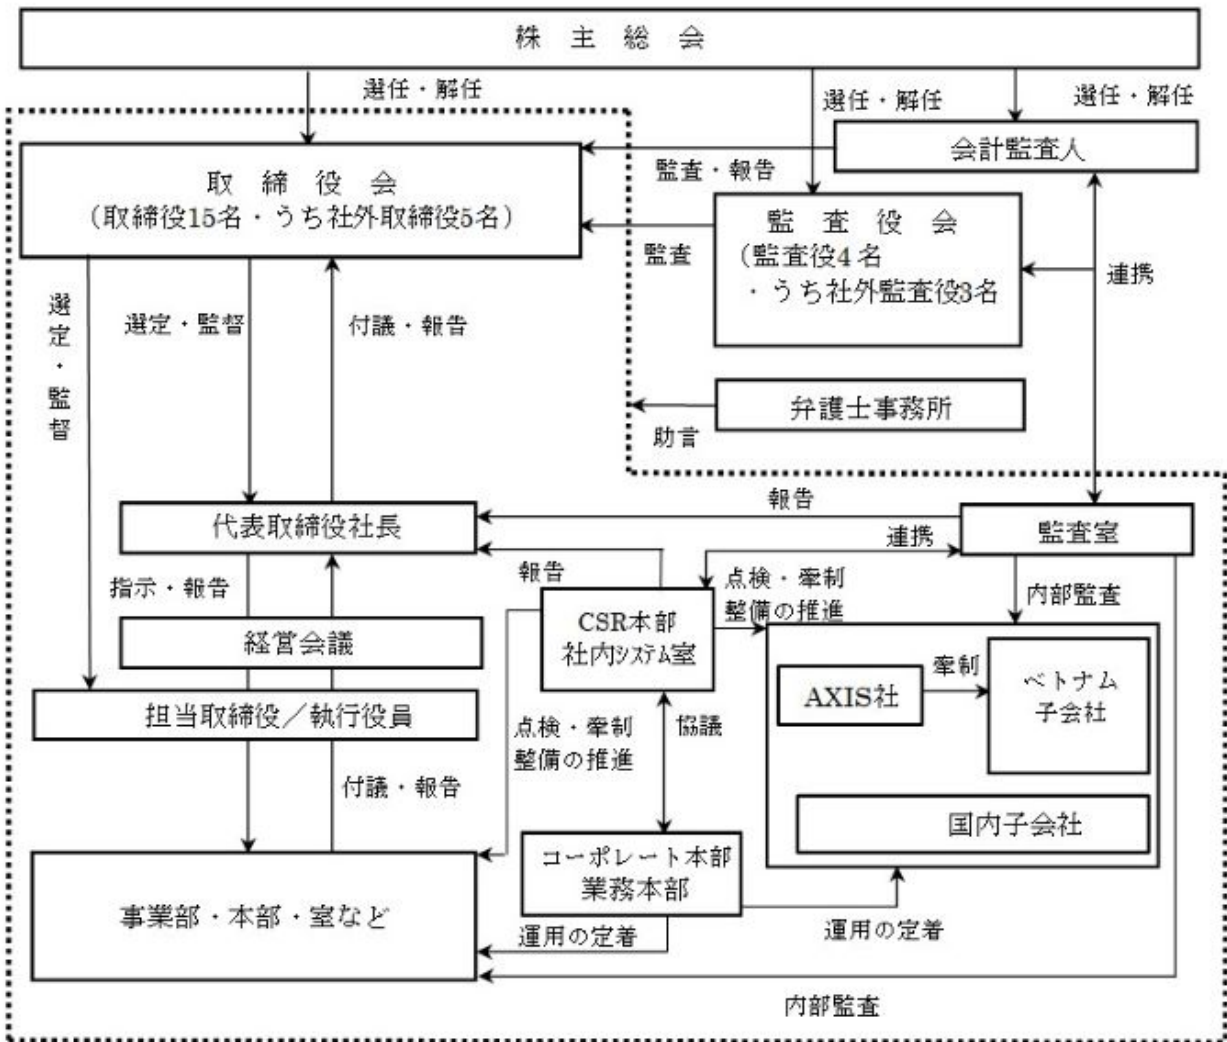 株主総会
選任・解任
選任・解任
選任・解任
会計監査人
監査・報告
取締役会
(取締役15名・うち社外取締役5名)
監査役会
(監査役4名
・うち社外監査役3名
監査
連携
選定・監督
選定・監督
付議・報告
弁護士事務所
助言
代表取締役社長
報告
監査室
連携
報告
指示・報告
点検・牽制
整備の推進
内部監査
CSR本部
社内システム室
経営会議
AXIS社
牽制
ベトナム
子会社
担当取締役/執行役員
点検・牽制
整備の推進
協議
付議・報告
国内子会社
コーポレート本部
業務本部
事業部・本部・室など
運用の定着
運用の定着
内部監査